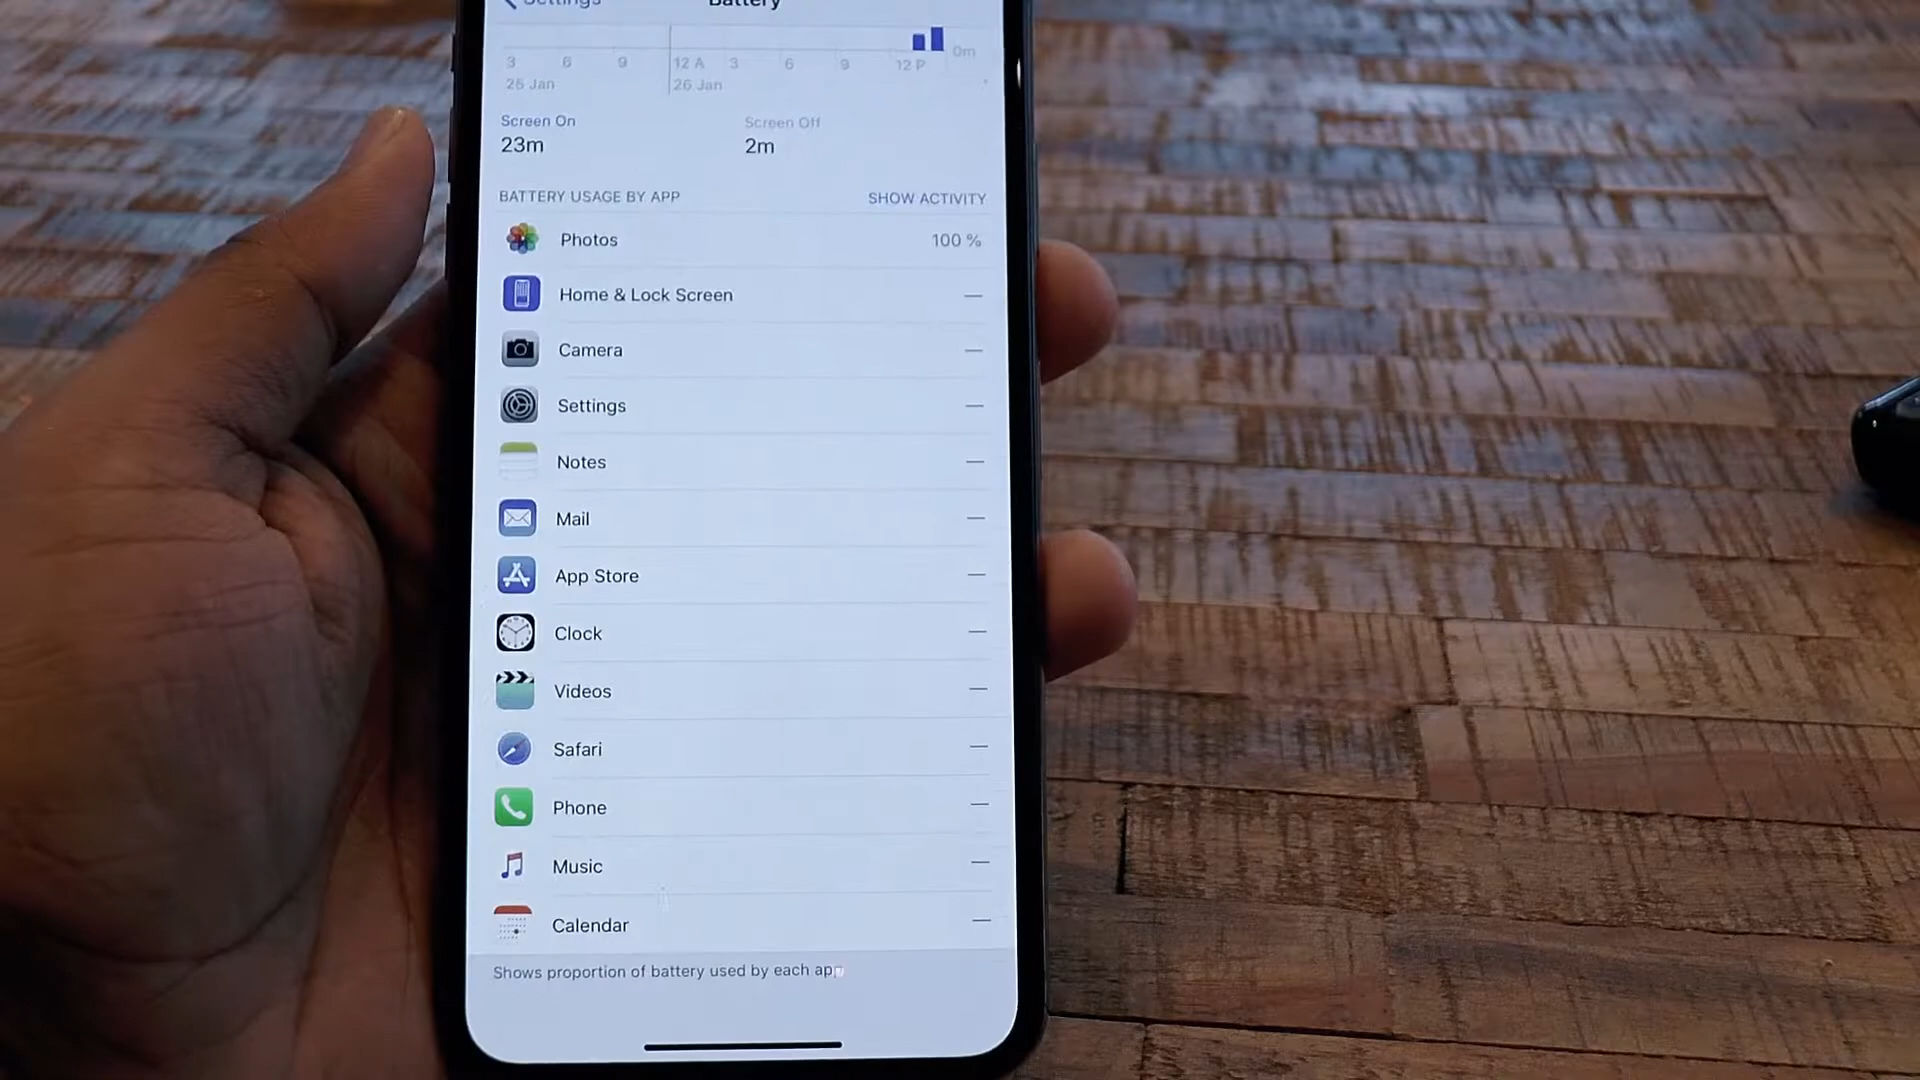 Settings Battery
0m
3 6 9 12 A 3 6 9 12 P
25 Jan 26 Jan
Screen On Screen Off
23m 2m
BATTERY USAGE BY APP SHOW ACTIVITY
Photos 100 %
Home & Lock Screen —
Camera —
Settings —
Notes —
Mail —
App Store —
Clock —
Videos —
Safari —
Phone —
Music —
Calendar —
Shows proportion of battery used by each app